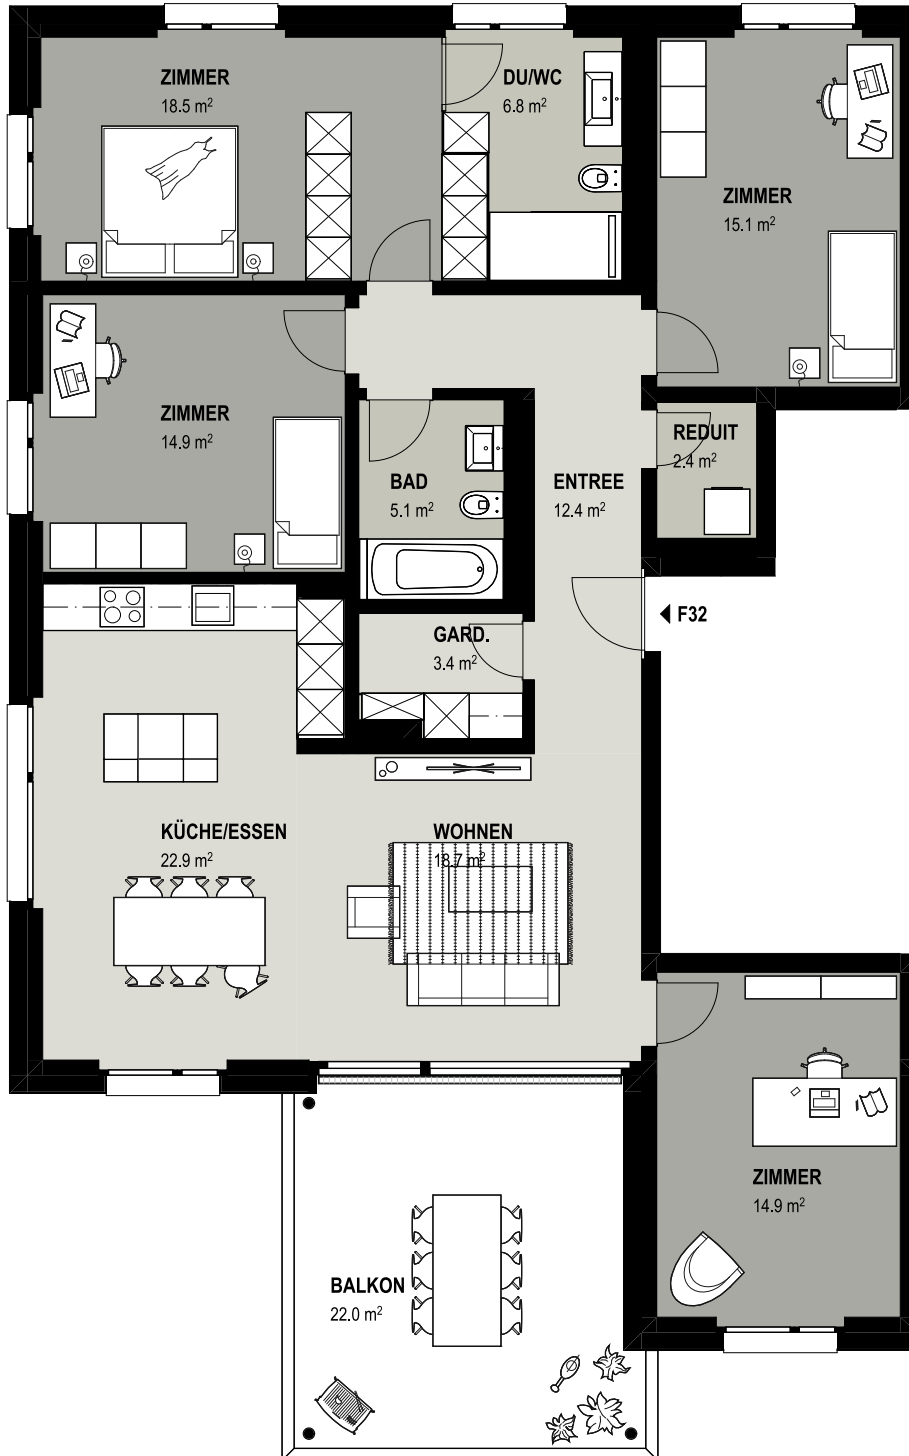 ZIMMER
18.5 m²
DU/WC
6.8 m²
ZIMMER
15.1 m²
ZIMMER
14.9 m²
REDUIT
2.4 m²
BAD
5.1 m²
ENTREE
12.4 m²
F32
GARD.
3.4 m²
KÜCHE/ESSEN
22.9 m²
WOHNEN
18.7 m²
ZIMMER
14.9 m²
BALKON
22.0 m²